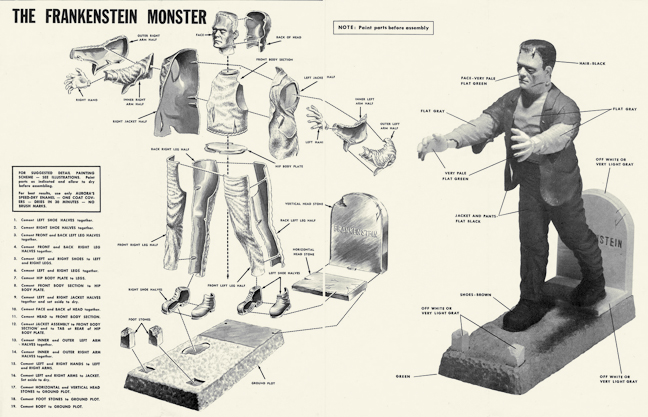 THE FRANKENSTEIN MONSTER
FACE
BACK OF HEAD
OUTER RIGHT
ARM HALF
FRONT BODY SECTION
LEFT JACKET HALF
RIGHT HAND
INNER RIGHT
ARM HALF
RIGHT JACKET HALF
INNER LEFT
ARM HALF
OUTER LEFT
ARM HALF
LEFT HAND
BACK RIGHT LEG HALF
HIP BODY PLATE
FOR SUGGESTED DETAIL PAINTING
SCHEME — SEE ILLUSTRATIONS. Paint
parts as indicated and allow to dry
before assembling.
For best results, use only AURORA'S
SPEED-DRY ENAMEL — ONE COAT COV-
ERS — DRIES IN 20 MINUTES — NO
BRUSH MARKS.
1. Cement LEFT SHOE HALVES together.
2. Cement RIGHT SHOE HALVES together.
3. Cement FRONT and BACK LEFT LEG HALVES
together.
4. Cement FRONT and BACK RIGHT LEG
HALVES together.
5. Cement LEFT and RIGHT SHOES to LEFT
and RIGHT LEGS.
6. Cement LEFT and RIGHT LEGS together.
7. Cement HIP BODY PLATE to LEGS.
8. Cement FRONT BODY SECTION to HIP
BODY PLATE.
9. Cement LEFT and RIGHT JACKET HALVES
together and set aside to dry.
10. Cement FACE and BACK OF HEAD together.
11. Cement HEAD to FRONT BODY SECTION.
12. Cement JACKET ASSEMBLY to FRONT BODY
SECTION and to TAB at REAR of HIP
BODY PLATE.
13. Cement INNER and OUTER LEFT ARM
HALVES together.
14. Cement INNER and OUTER RIGHT ARM
HALVES together.
15. Cement LEFT and RIGHT HANDS to LEFT
and RIGHT ARMS.
16. Cement LEFT and RIGHT ARMS to JACKET.
Set aside to dry.
17. Cement HORIZONTAL and VERTICAL HEAD
STONES to GROUND PLOT.
18. Cement FOOT STONES to GROUND PLOT.
19. Cement BODY to GROUND PLOT.
VERTICAL HEAD STONE
BACK LEFT LEG HALF
FRANKENSTEIN
FRONT RIGHT LEG HALF
HORIZONTAL
HEAD STONE
LEFT SHOE HALVES
FRONT LEFT LEG HALF
RIGHT SHOE HALVES
FOOT STONES
GROUND PLOT
NOTE: Paint parts before assembly
HAIR-BLACK
FACE-VERY PALE
FLAT GREEN
FLAT GRAY
FLAT GRAY
OFF WHITE OR
VERY LIGHT GRAY
VERY PALE
FLAT GREEN
JACKET AND PANTS
FLAT BLACK
NSTEIN
SHOES-BROWN
OFF WHITE OR
VERY LIGHT GRAY
GREEN
OFF WHITE OR
VERY LIGHT GRAY